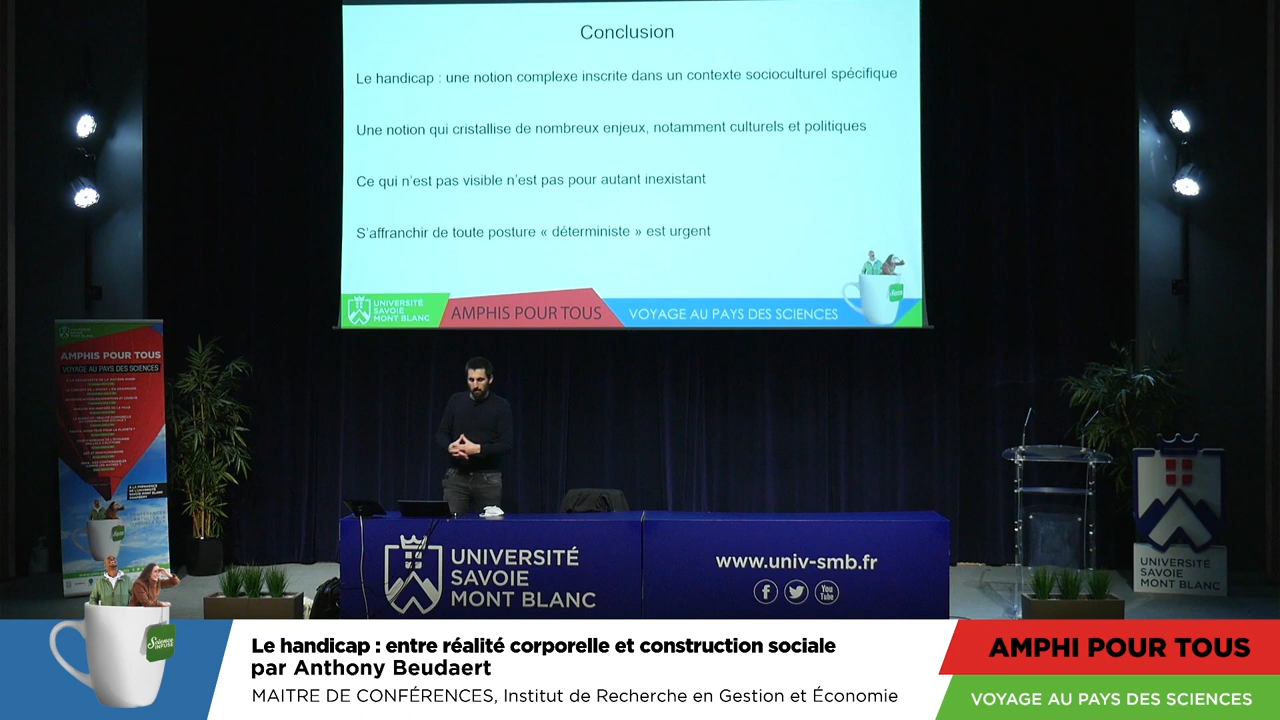 Conclusion
Le handicap : une notion complexe inscrite dans un contexte socioculturel spécifique
Une notion qui cristallise de nombreux enjeux, notamment culturels et politiques
Ce qui n'est pas visible n'est pas pour autant inexistant
S'affranchir de toute posture « déterministe » est urgent
UNIVERSITÉ
SAVOIE
MONT BLANC
AMPHIS POUR TOUS
VOYAGE AU PAYS DES SCIENCES
AMPHIS POUR TOUS
VOYAGE AU PAYS DES SCIENCES
UNIVERSITÉ
SAVOIE
MONT BLANC
www.univ-smb.fr
You
Tube
UNIVERSITÉ
SAVOIE
MONT BLANC
Science
INFUSE
Le handicap : entre réalité corporelle et construction sociale
par Anthony Beudaert
MAITRE DE CONFÉRENCES, Institut de Recherche en Gestion et Économie
AMPHI POUR TOUS
VOYAGE AU PAYS DES SCIENCES